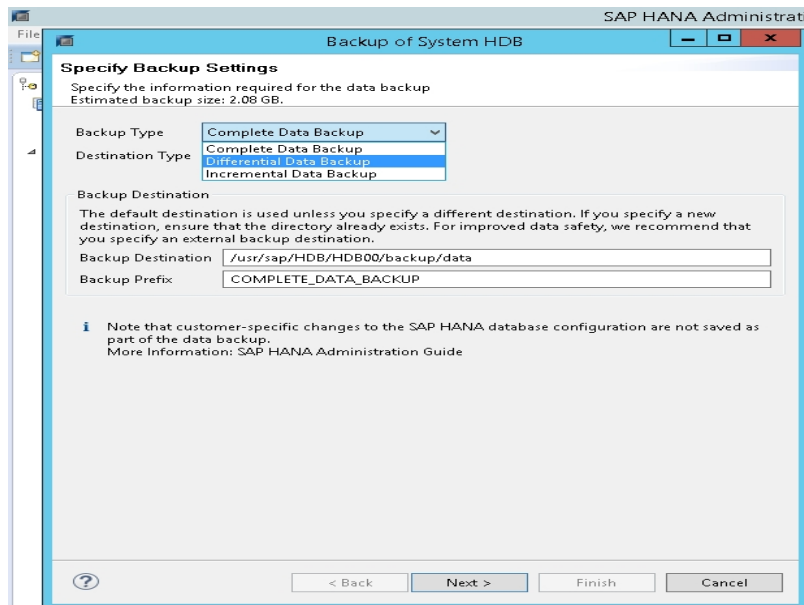 SAP HANA Administrat
File
Backup of System HDB
Specify Backup Settings
Specify the information required for the data backup
Estimated backup size: 2.08 GB.
Backup Type Complete Data Backup
Complete Data Backup
Destination Type
Differential Data Backup
Incremental Data Backup
Backup Destination
The default destination is used unless you specify a different destination. If you specify a new
destination, ensure that the directory already exists. For improved data safety, we recommend that
you specify an external backup destination.
Backup Destination /usr/sap/HDB/HDB00/backup/data
Backup Prefix COMPLETE_DATA_BACKUP
i Note that customer-specific changes to the SAP HANA database configuration are not saved as
part of the data backup.
More Information: SAP HANA Administration Guide
? < Back Next > Finish Cancel